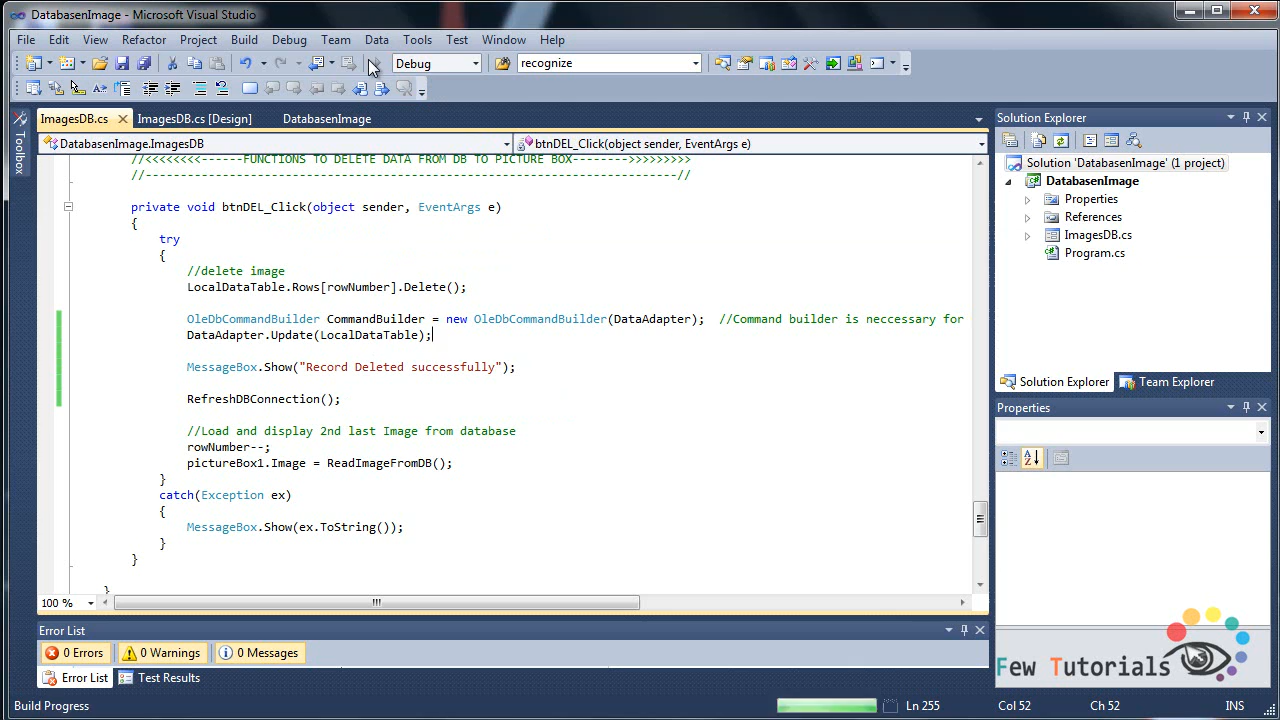 DatabasenImage - Microsoft Visual Studio
File Edit View Refactor Project Build Debug Team Data Tools Test Window Help
Debug recognize
ImagesDB.cs ImagesDB.cs [Design] DatabasenImage
DatabasenImage.ImagesDB btnDEL_Click(object sender, EventArgs e)
Toolbox
//<<<<<<<<------FUNCTIONS TO DELETE DATA FROM DB TO PICTURE BOX-------->>>>>>>>>
//---------------------------------------------------------------------------//
private void btnDEL_Click(object sender, EventArgs e)
{
try
{
//delete image
LocalDataTable.Rows[rowNumber].Delete();
OleDbCommandBuilder CommandBuilder = new OleDbCommandBuilder(DataAdapter); //Command builder is neccessary for
DataAdapter.Update(LocalDataTable);
MessageBox.Show("Record Deleted successfully");
RefreshDBConnection();
//Load and display 2nd last Image from database
rowNumber--;
pictureBox1.Image = ReadImageFromDB();
}
catch(Exception ex)
{
MessageBox.Show(ex.ToString());
}
}
}
100 %
Solution Explorer
Solution 'DatabasenImage' (1 project)
DatabasenImage
Properties
References
ImagesDB.cs
Program.cs
Solution Explorer Team Explorer
Properties
Error List
0 Errors 0 Warnings 0 Messages
Error List Test Results
Few Tutorials
Build Progress Ln 255 Col 52 Ch 52 INS